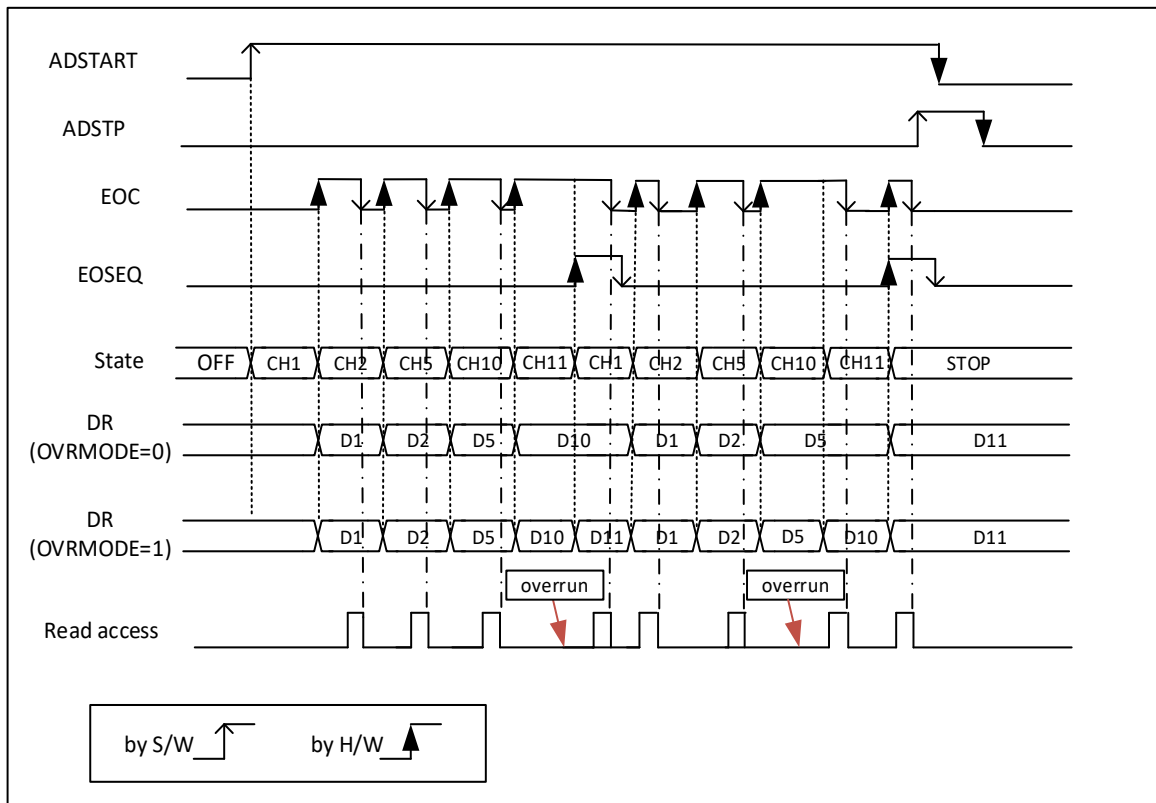 ADSTART
ADSTP
EOC
EOSEQ
State OFF CH1 CH2 CH5 CH10 CH11 CH1 CH2 CH5 CH10 CH11 STOP
DR
(OVRMODE=0) D1 D2 D5 D10 D1 D2 D5 D11
DR
(OVRMODE=1) D1 D2 D5 D10 D11 D1 D2 D5 D10 D11
overrun overrun
Read access
by S/W by H/W